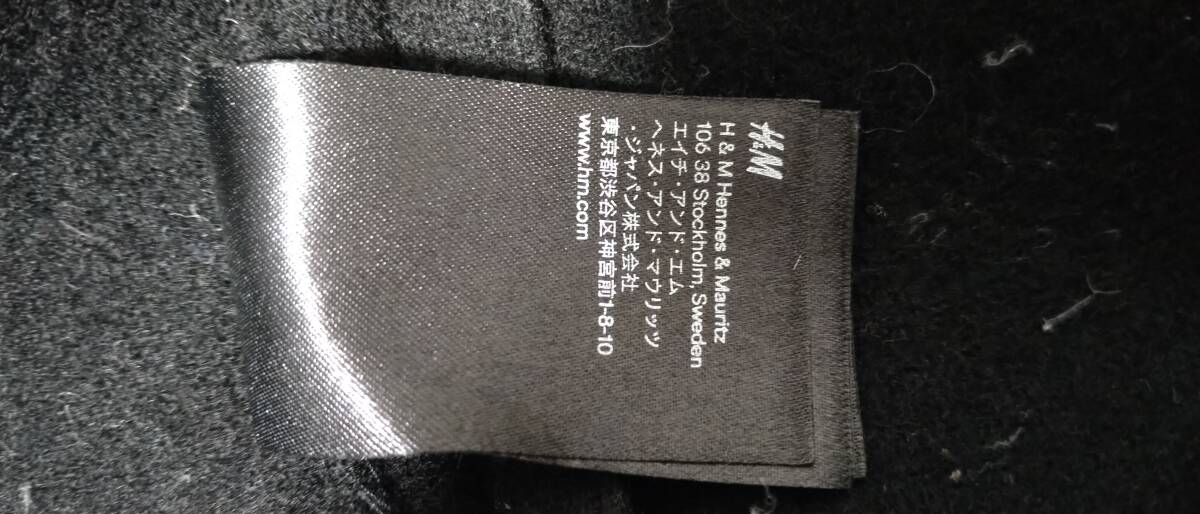 H&M
H & M Hennes & Mauritz
106 38 Stockholm, Sweden
エイチ・アンド・エム
ヘネス・アンド・マウリッツ
・ジャパン株式会社
東京都渋谷区神宮前1-8-10
www.hm.com